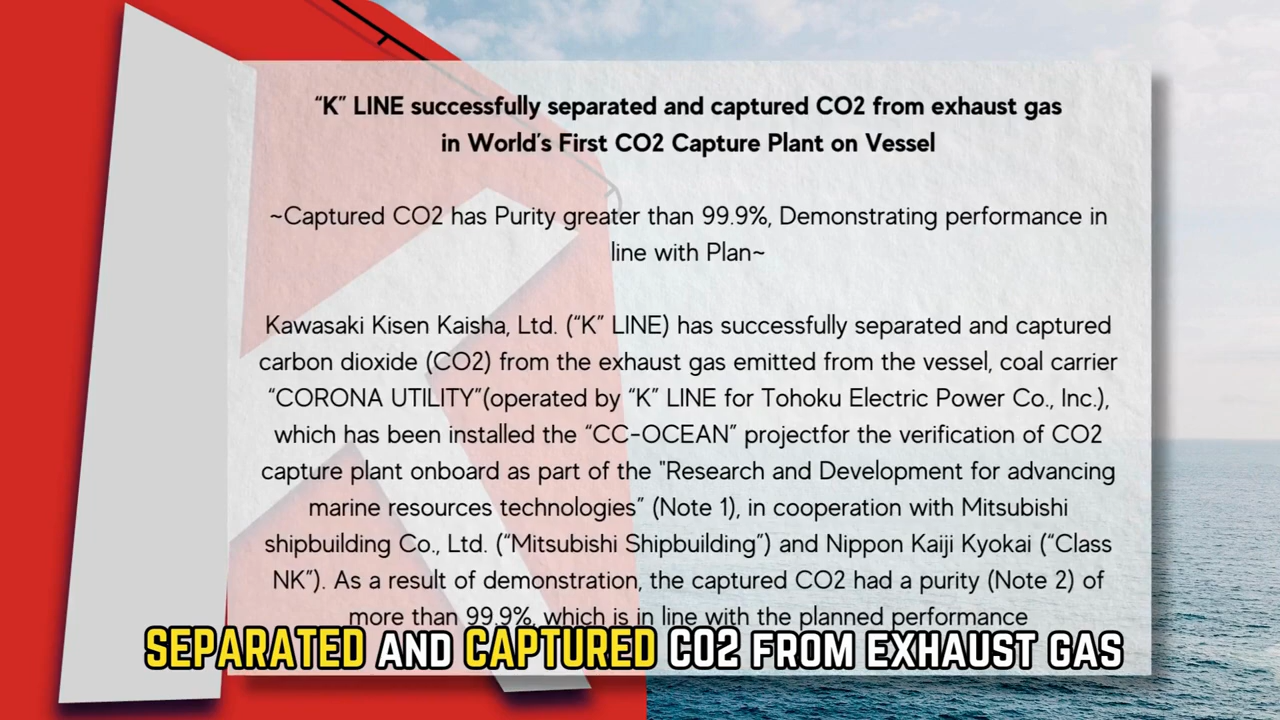 “K” LINE successfully separated and captured CO2 from exhaust gas
in World's First CO2 Capture Plant on Vessel
~Captured CO2 has Purity greater than 99.9%, Demonstrating performance in
line with Plan~
Kawasaki Kisen Kaisha, Ltd. (“K” LINE) has successfully separated and captured
carbon dioxide (CO2) from the exhaust gas emitted from the vessel, coal carrier
“CORONA UTILITY”(operated by “K” LINE for Tohoku Electric Power Co., Inc.),
which has been installed the “CC-OCEAN” projectfor the verification of CO2
capture plant onboard as part of the "Research and Development for advancing
marine resources technologies” (Note 1), in cooperation with Mitsubishi
shipbuilding Co., Ltd. (“Mitsubishi Shipbuilding”) and Nippon Kaiji Kyokai (“Class
NK”). As a result of demonstration, the captured CO2 had a purity (Note 2) of
more than 99.9%, which is in line with the planned performance
SEPARATED AND CAPTURED CO2 FROM EXHAUST GAS